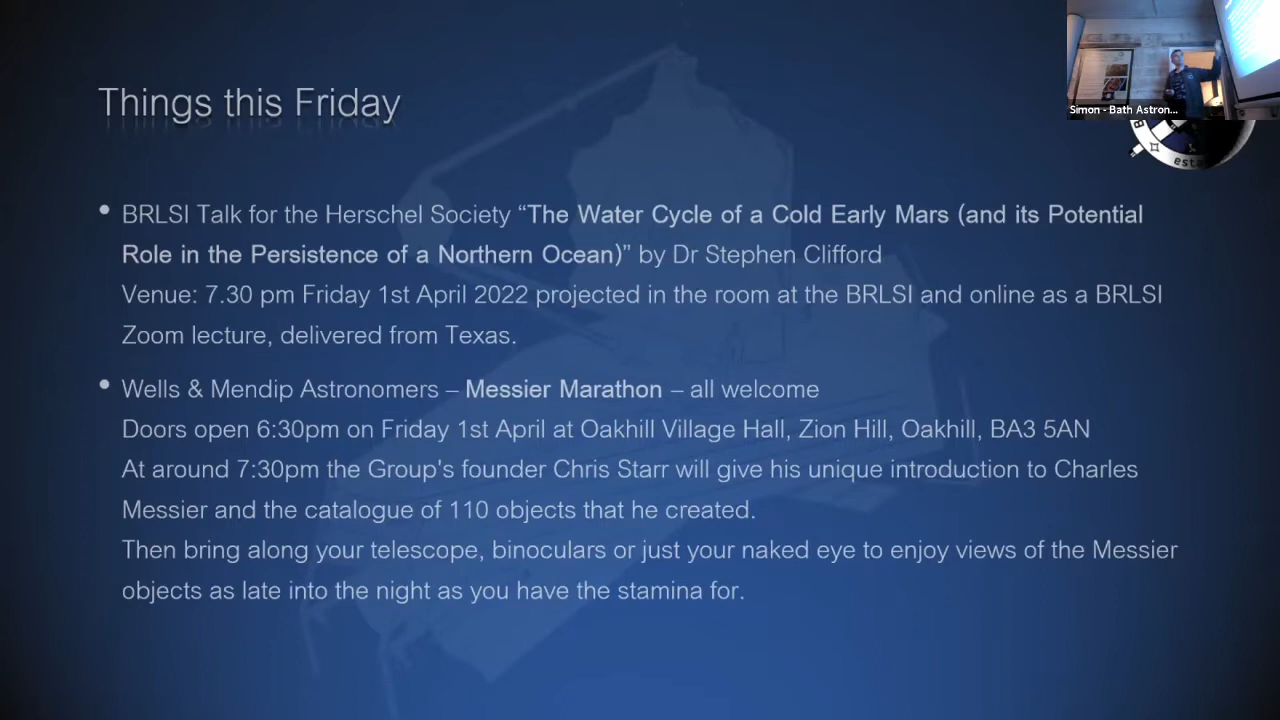 Simon - Bath Astron...
Things this Friday
esta
• BRLSI Talk for the Herschel Society “The Water Cycle of a Cold Early Mars (and its Potential
Role in the Persistence of a Northern Ocean)” by Dr Stephen Clifford
Venue: 7.30 pm Friday 1st April 2022 projected in the room at the BRLSI and online as a BRLSI
Zoom lecture, delivered from Texas.
• Wells & Mendip Astronomers – Messier Marathon – all welcome
Doors open 6:30pm on Friday 1st April at Oakhill Village Hall, Zion Hill, Oakhill, BA3 5AN
At around 7:30pm the Group's founder Chris Starr will give his unique introduction to Charles
Messier and the catalogue of 110 objects that he created.
Then bring along your telescope, binoculars or just your naked eye to enjoy views of the Messier
objects as late into the night as you have the stamina for.